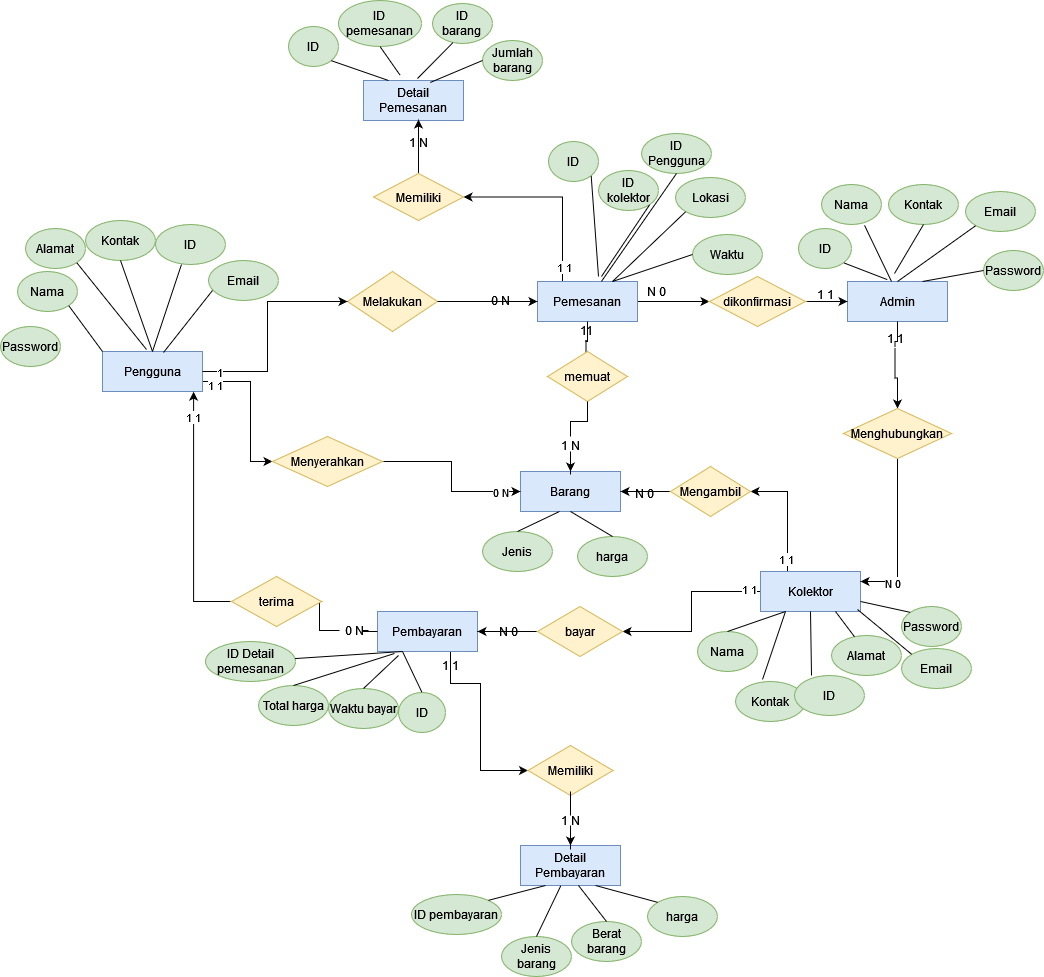 ID
pemesanan
ID
barang
ID
Jumlah
barang
Detail
Pemesanan
1 N
ID
Pengguna
ID
ID
kolektor
Memiliki
Lokasi
Nama
Kontak
Email
Alamat
Kontak
ID
ID
Waktu
Password
1 1
Nama
Email
Melakukan
0 N
Pemesanan
N 0
dikonfirmasi
1 1
Admin
Password
1 1
1 1
Pengguna
1
1 1
memuat
1 1
Menghubungkan
1 N
Menyerahkan
0 N
Barang
N 0
Mengambil
Jenis
harga
1 1
N 0
1 1
Kolektor
terima
0 N
Pembayaran
N 0
bayar
Password
ID Detail
pemesanan
1 1
Nama
Alamat
Email
Total harga
Waktu bayar
ID
Kontak
ID
Memiliki
1 N
Detail
Pembayaran
ID pembayaran
harga
Jenis
barang
Berat
barang